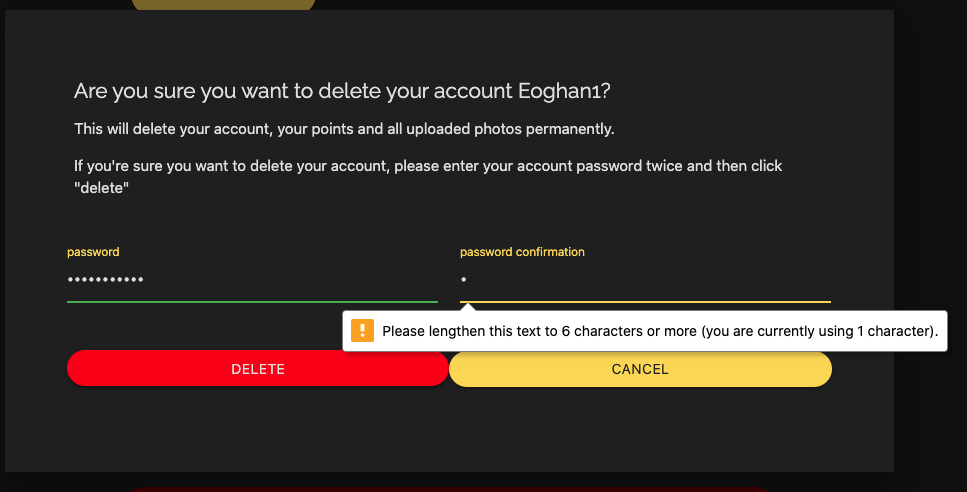 Are you sure you want to delete your account Eoghan1?
This will delete your account, your points and all uploaded photos permanently.
If you're sure you want to delete your account, please enter your account password twice and then click
"delete"
password
password confirmation
•••••••••••
•
Please lengthen this text to 6 characters or more (you are currently using 1 character).
DELETE
CANCEL